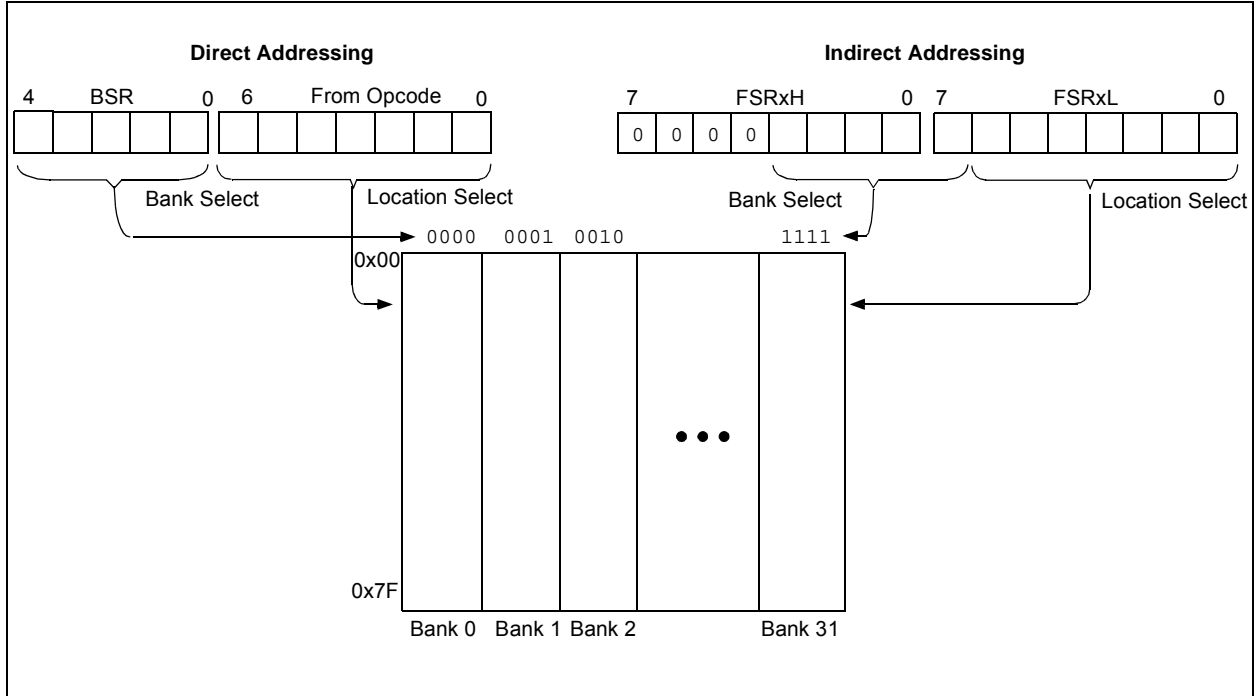 Direct Addressing Indirect Addressing
4 BSR 0 6 From Opcode 0 7 FSRxH 0 7 FSRxL 0
0 0 0 0
Bank Select Location Select Bank Select Location Select
0000 0001 0010 1111
0x00
0x7F
Bank 0 Bank 1 Bank 2 Bank 31